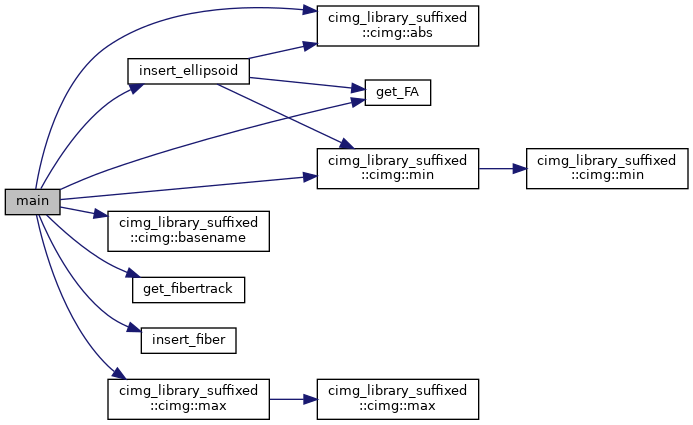 cimg_library_suffixed
::cimg::abs
insert_ellipsoid
get_FA
cimg_library_suffixed
::cimg::min
cimg_library_suffixed
::cimg::min
main
cimg_library_suffixed
::cimg::basename
get_fibertrack
insert_fiber
cimg_library_suffixed
::cimg::max
cimg_library_suffixed
::cimg::max